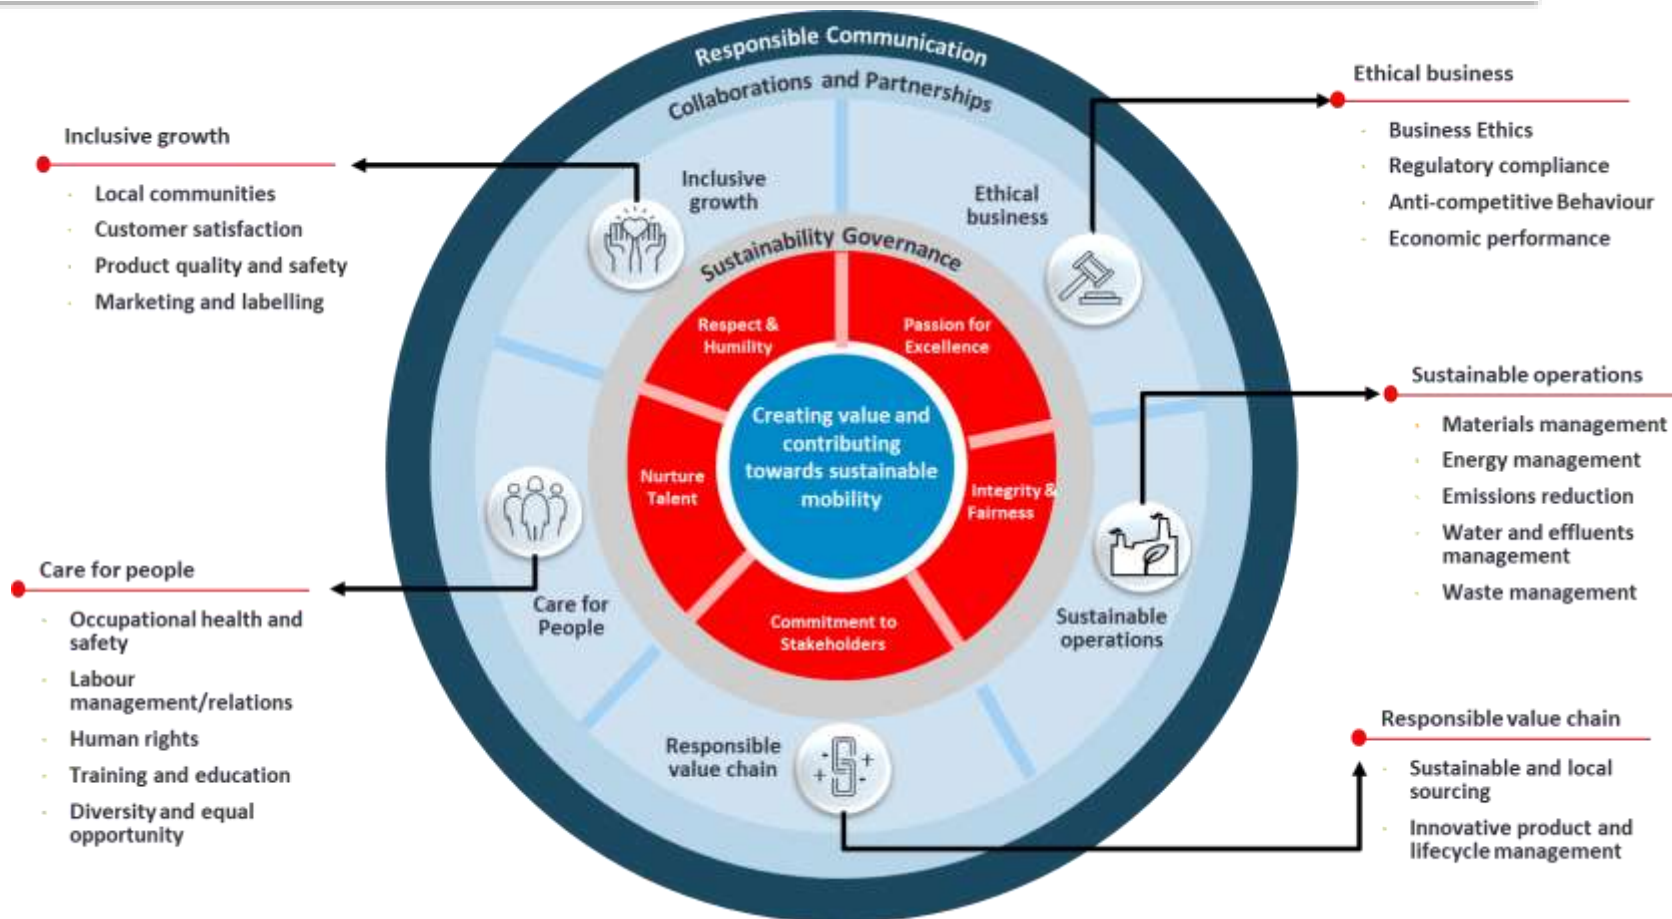 Responsible Communication
Collaborations and Partnerships
Inclusive
growth
Ethical
business
Sustainability Governance
Respect &
Humility
Passion for
Excellence
Creating value and
contributing
towards sustainable
mobility
Nurture
Talent
Integrity &
Fairness
Commitment to
Stakeholders
Care for
People
Sustainable
operations
Responsible
value chain
Inclusive growth
Local communities
Customer satisfaction
Product quality and safety
Marketing and labelling
Care for people
Occupational health and
safety
Labour
management/relations
Human rights
Training and education
Diversity and equal
opportunity
Ethical business
Business Ethics
Regulatory compliance
Anti-competitive Behaviour
Economic performance
Sustainable operations
Materials management
Energy management
Emissions reduction
Water and effluents
management
Waste management
Responsible value chain
Sustainable and local
sourcing
Innovative product and
lifecycle management